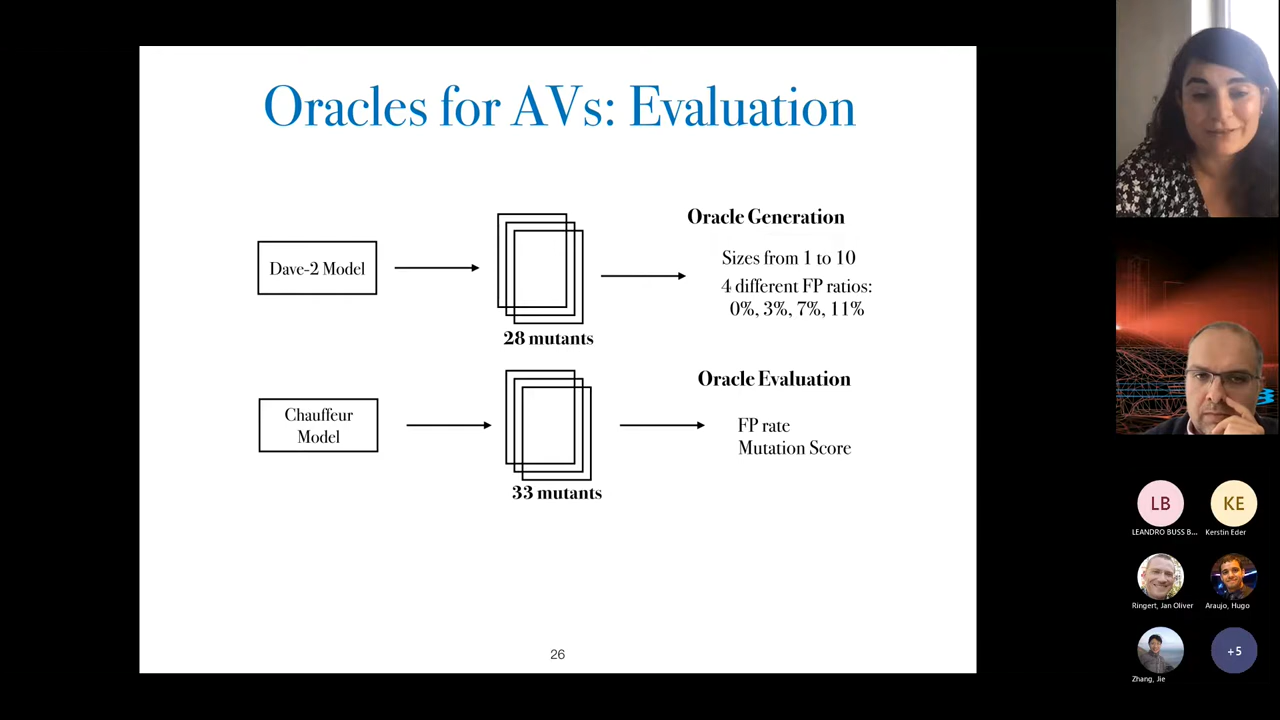 Oracles for AVs: Evaluation
Oracle Generation
Dave-2 Model
Sizes from 1 to 10
4 different FP ratios:
0%, 3%, 7%, 11%
28 mutants
Oracle Evaluation
Chauffeur
Model
FP rate
Mutation Score
33 mutants
26
LB
KE
LEANDRO BUSS B...
Kerstin Eder
Ringert, Jan Oliver
Araujo, Hugo
+5
Zhang, Jie